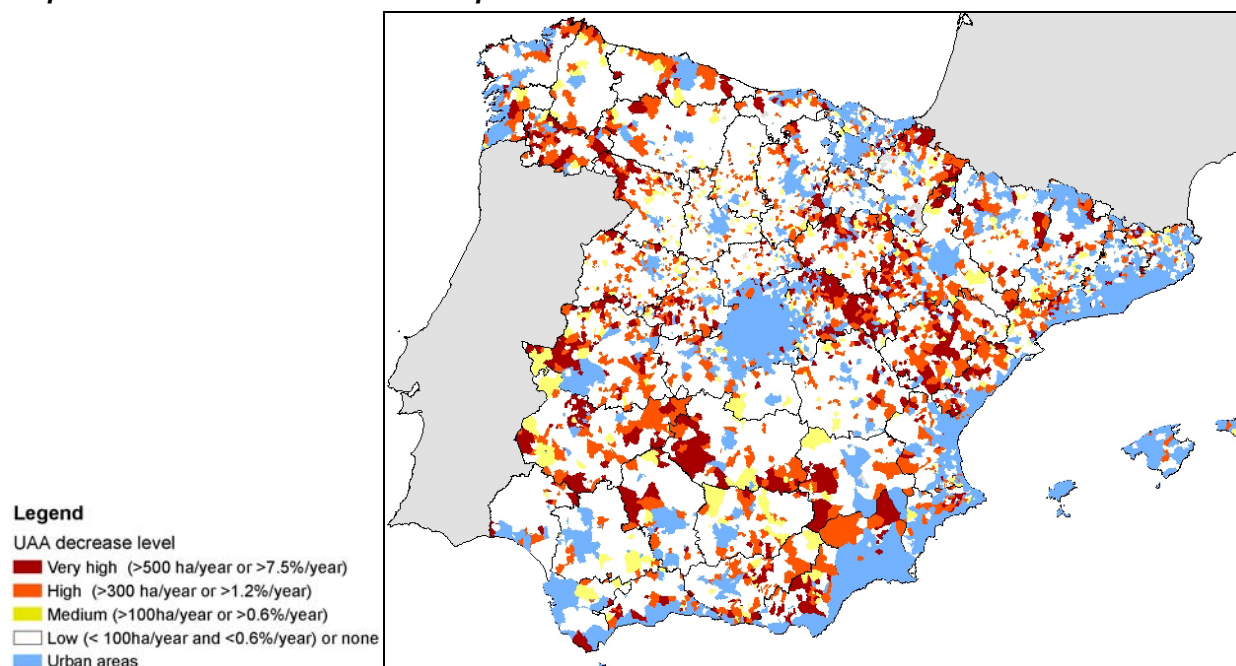 Legend
UAA decrease level
Very high (>500 ha/year or >7.5%/year)
High (>300 ha/year or >1.2%/year)
Medium (>100ha/year or >0.6%/year)
Low (< 100ha/year and <0.6%/year) or none
Urban areas